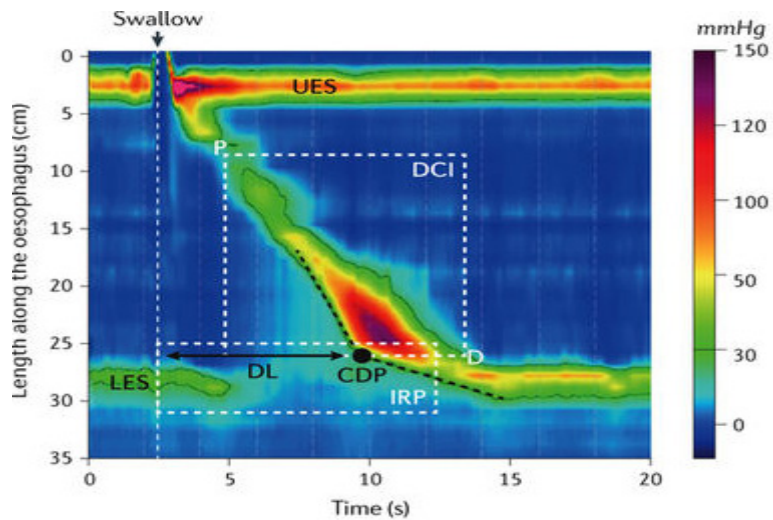 Swallow
mmHg
0
5
10
15
20
25
30
35
Length along the oesophagus (cm)
UES
P
DCI
D
DL
CDP
LES
IRP
0
5
10
15
20
Time (s)
150
120
100
50
30
0